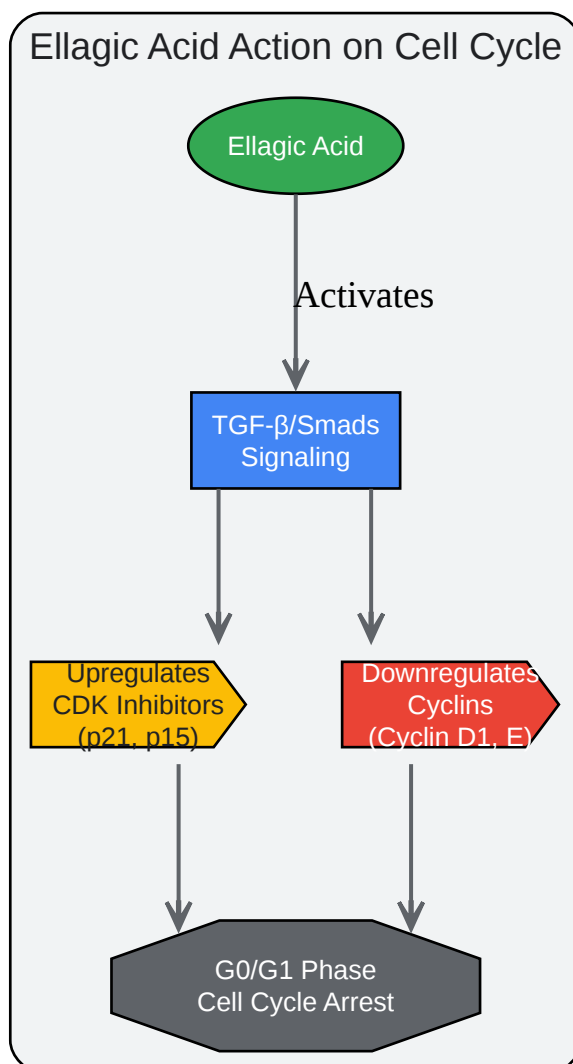 Ellagic Acid Action on Cell Cycle
Ellagic Acid
Activates
TGF-β/Smads
Signaling
Upregulates
CDK Inhibitors
(p21, p15)
Downregulates
Cyclins
(Cyclin D1, E)
G0/G1 Phase
Cell Cycle Arrest